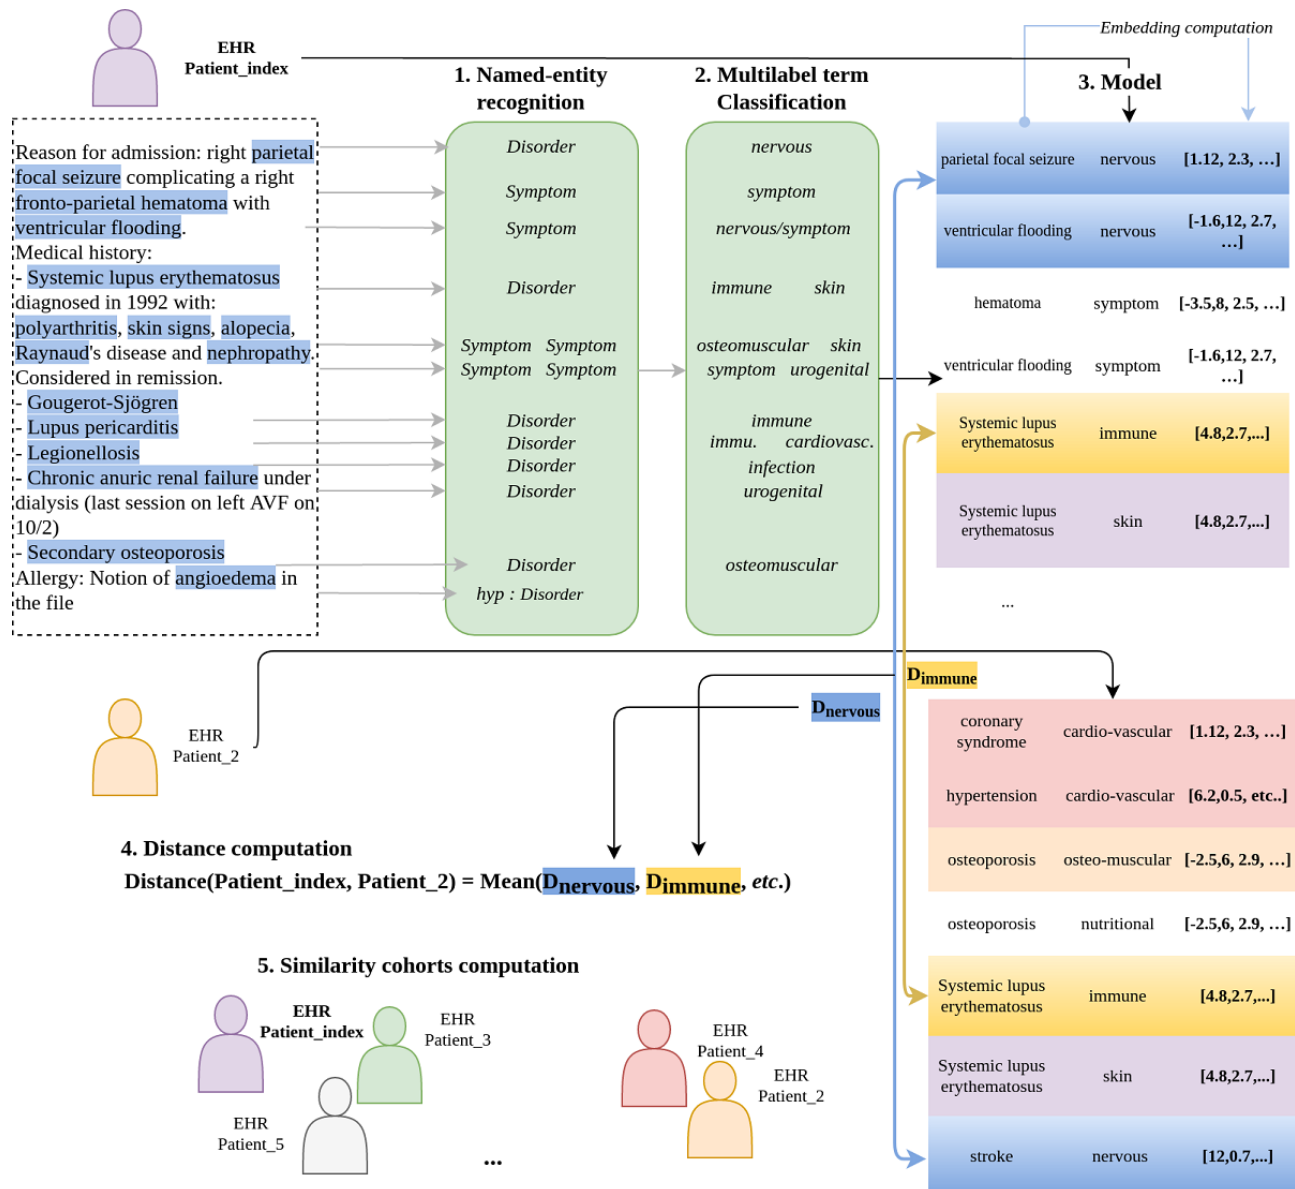 EHR
Patient_index
Embedding computation
1. Named-entity
recognition
2. Multilabel term
Classification
3. Model
Reason for admission: right parietal
focal seizure complicating a right
fronto-parietal hematoma with
ventricular flooding.
Medical history:
- Systemic lupus erythematosus
diagnosed in 1992 with:
polyarthritis, skin signs, alopecia,
Raynaud's disease and nephropathy.
Considered in remission.
- Gougerot-Sjögren
- Lupus pericarditis
- Legionellosis
- Chronic anuric renal failure under
dialysis (last session on left AVF on
10/2)
- Secondary osteoporosis
Allergy: Notion of angioedema in
the file
Disorder
Symptom
Symptom
Disorder
Symptom Symptom
Symptom Symptom
Disorder
Disorder
Disorder
Disorder
Disorder
hyp : Disorder
nervous
symptom
nervous/symptom
immune skin
osteomuscular skin
symptom urogenital
immune
immu. cardiovasc.
infection
urogenital
osteomuscular
parietal focal seizure nervous [1.12, 2.3, …]
ventricular flooding nervous [-1.6,12, 2.7,
…]
hematoma symptom [-3.5,8, 2.5, …]
ventricular flooding symptom [-1.6,12, 2.7,
…]
Systemic lupus
erythematosus immune [4.8,2.7,...]
Systemic lupus
erythematosus skin [4.8,2.7,...]
...
Dimmune
Dnervous
EHR
Patient_2
coronary
syndrome cardio-vascular [1.12, 2.3, …]
hypertension cardio-vascular [6.2,0.5, etc..]
osteoporosis osteo-muscular [-2.5,6, 2.9, …]
osteoporosis nutritional [-2.5,6, 2.9, …]
Systemic lupus
erythematosus immune [4.8,2.7,...]
Systemic lupus
erythematosus skin [4.8,2.7,...]
stroke nervous [12,0.7,...]
4. Distance computation
Distance(Patient_index, Patient_2) = Mean(Dnervous, Dimmune, etc.)
5. Similarity cohorts computation
EHR
Patient_index
EHR
Patient_3
EHR
Patient_5
EHR
Patient_4
EHR
Patient_2
...